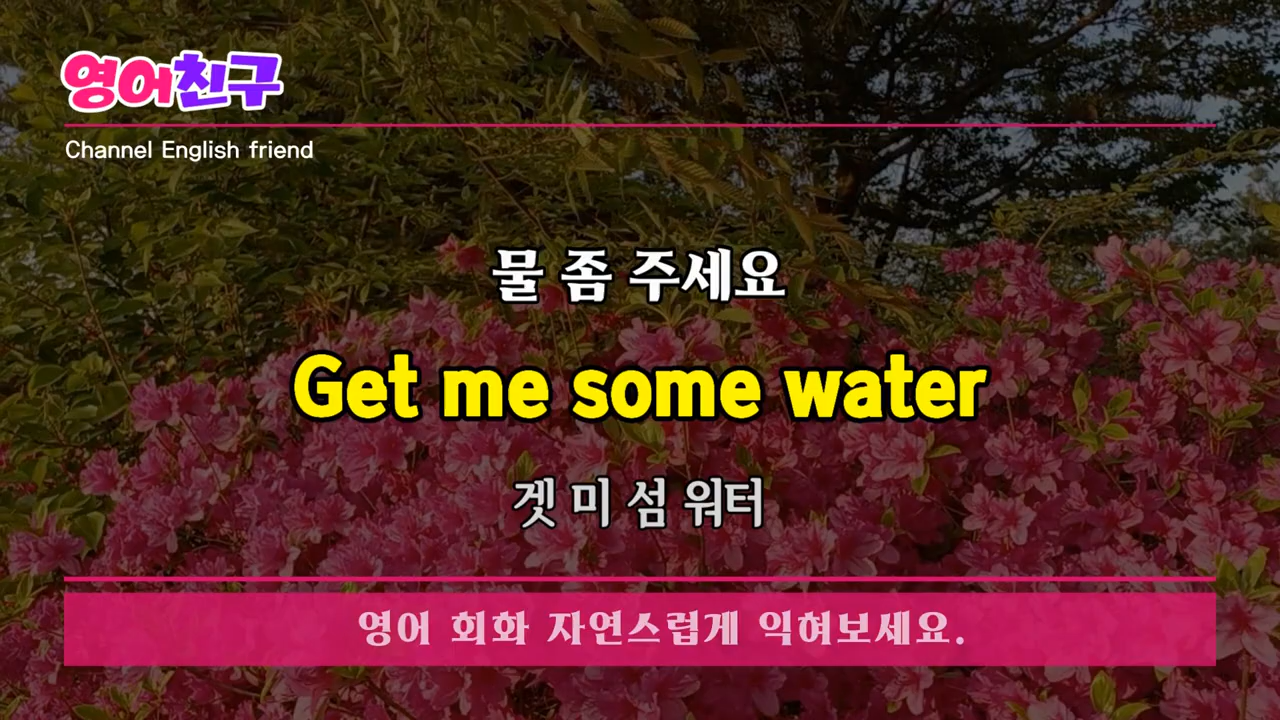 영어친구
Channel English friend
물 좀 주세요
Get me some water
겟 미 섬 워터
영어 회화 자연스럽게 익혀보세요.